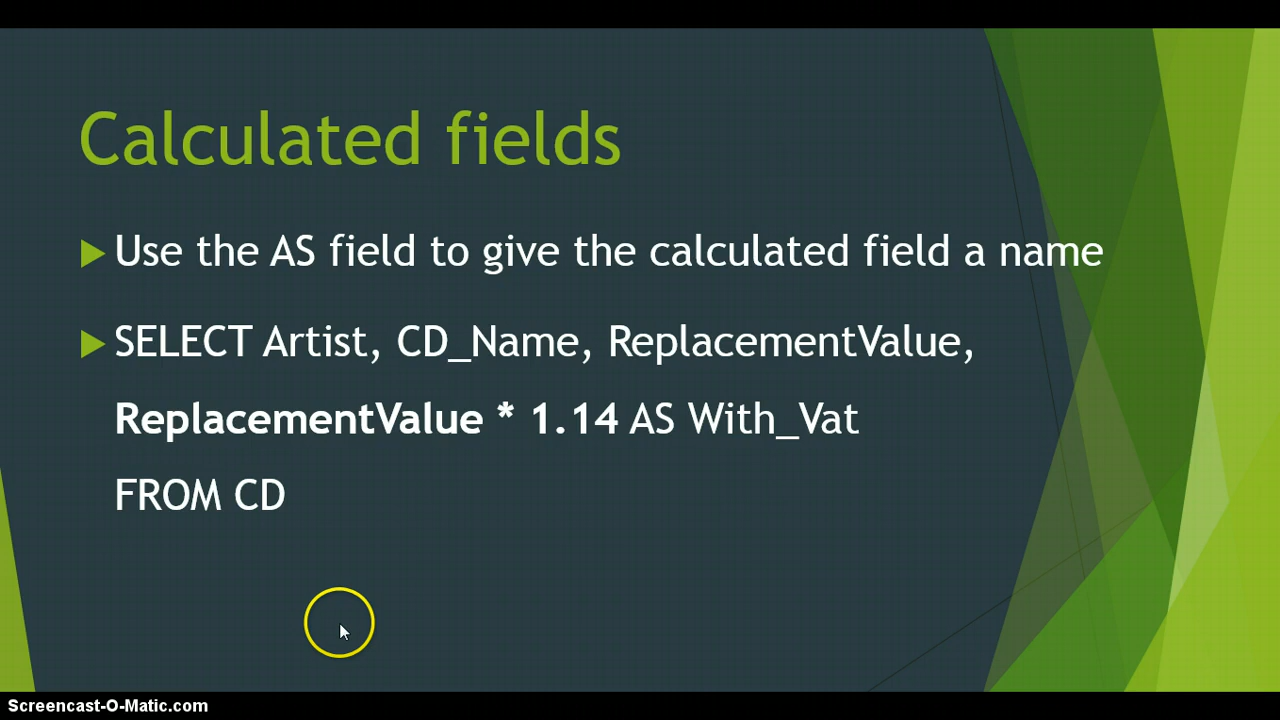 Calculated fields
Use the AS field to give the calculated field a name
SELECT Artist, CD_Name, ReplacementValue,
ReplacementValue * 1.14 AS With_Vat
FROM CD
Screencast-O-Matic.com